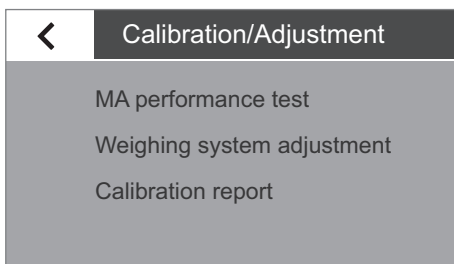 Calibration/Adjustment
MA performance test
Weighing system adjustment
Calibration report